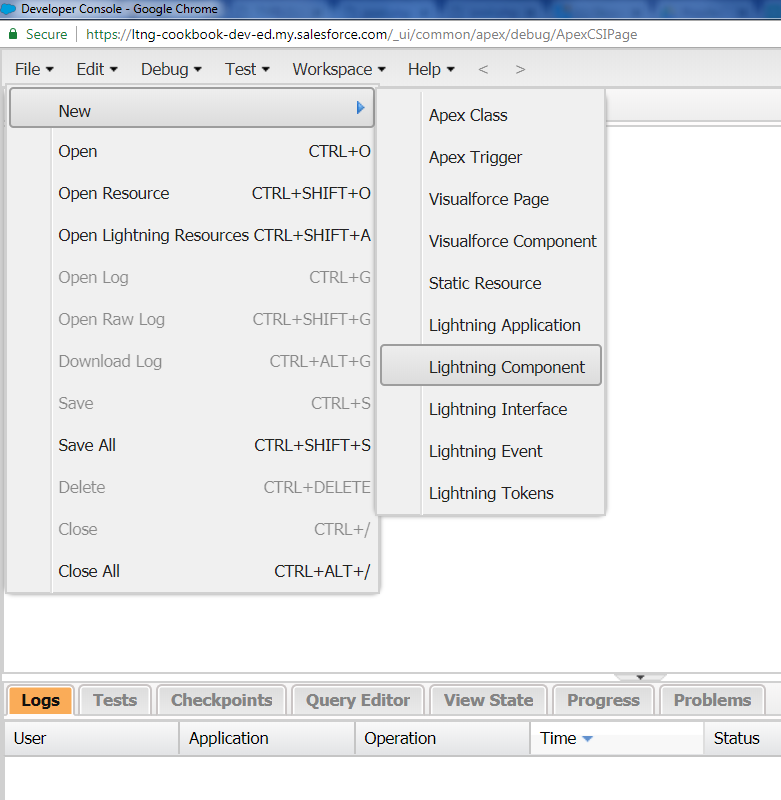 Developer Console - Google Chrome
Secure | https://ltng-cookbook-dev-ed.my.salesforce.com/_ui/common/apex/debug/ApexCSIPage
File Edit Debug Test Workspace Help < >
New
Open CTRL+O
Open Resource CTRL+SHIFT+O
Open Lightning Resources CTRL+SHIFT+A
Open Log CTRL+G
Open Raw Log CTRL+SHIFT+G
Download Log CTRL+ALT+G
Save CTRL+S
Save All CTRL+SHIFT+S
Delete CTRL+DELETE
Close CTRL+/
Close All CTRL+ALT+/
Apex Class
Apex Trigger
Visualforce Page
Visualforce Component
Static Resource
Lightning Application
Lightning Component
Lightning Interface
Lightning Event
Lightning Tokens
Logs Tests Checkpoints Query Editor View State Progress Problems
User Application Operation Time Status